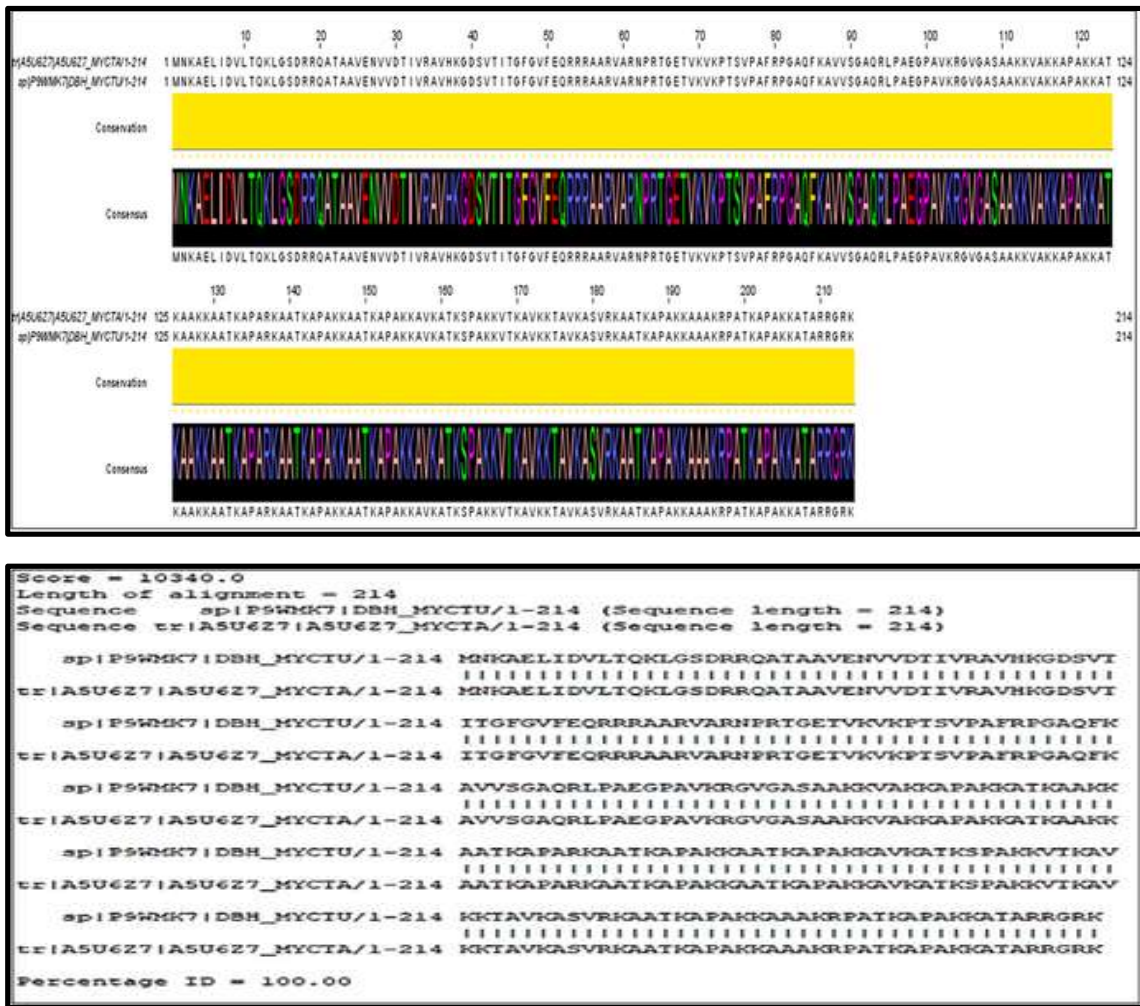 10 20 30 40 50 60 70 80 90 100 110 120
tr|A5U6Z7|A5U6Z7_MYCTA/1-214 1 MNKAELIDVLTQKLGSDRRQATAAVENVVDTIVRAVHKGDSVTITGFGVFEQRRRAARVARNPRTGETVKVKPTSVPAFRPGAQFKAVVSGAQRLPAEGPAVKRGVGASAAKKVAKKAPAKKAT 124
sp|P9WMK7|DBH_MYCTU/1-214 1 MNKAELIDVLTQKLGSDRRQATAAVENVVDTIVRAVHKGDSVTITGFGVFEQRRRAARVARNPRTGETVKVKPTSVPAFRPGAQFKAVVSGAQRLPAEGPAVKRGVGASAAKKVAKKAPAKKAT 124
Conservation
Consensus
MNKAELIDVLTQKLGSDRRQATAAVENVVDTIVRAVHKGDSVTITGFGVFEQRRRAARVARNPRTGETVKVKPTSVPAFRPGAQFKAVVSGAQRLPAEGPAVKRGVGASAAKKVAKKAPAKKAT
130 140 150 160 170 180 190 200 210
tr|A5U6Z7|A5U6Z7_MYCTA/1-214 125 KAAKKAATKAPARKAATKAPAKKAATKAPAKKAVKATKSPAKKVTKAVKKTAVKASVRKAATKAPAKKAAAKRPATKAPAKKATARRGRK 214
sp|P9WMK7|DBH_MYCTU/1-214 125 KAAKKAATKAPARKAATKAPAKKAATKAPAKKAVKATKSPAKKVTKAVKKTAVKASVRKAATKAPAKKAAAKRPATKAPAKKATARRGRK 214
Conservation
Consensus
KAAKKAATKAPARKAATKAPAKKAATKAPAKKAVKATKSPAKKVTKAVKKTAVKASVRKAATKAPAKKAAAKRPATKAPAKKATARRGRK
Score = 10340.0
Length of alignment = 214
Sequence sp|P9WMK7|DBH_MYCTU/1-214 (Sequence length = 214)
Sequence tr|A5U6Z7|A5U6Z7_MYCTA/1-214 (Sequence length = 214)
sp|P9WMK7|DBH_MYCTU/1-214 MNKAELIDVLTQKLGSDRRQATAAVENVVDTIVRAVHKGDSVT
tr|A5U6Z7|A5U6Z7_MYCTA/1-214 MNKAELIDVLTQKLGSDRRQATAAVENVVDTIVRAVHKGDSVT
sp|P9WMK7|DBH_MYCTU/1-214 ITGFGVFEQRRRAARVARNPRTGETVKVKPTSVPAFRPGAQFK
tr|A5U6Z7|A5U6Z7_MYCTA/1-214 ITGFGVFEQRRRAARVARNPRTGETVKVKPTSVPAFRPGAQFK
sp|P9WMK7|DBH_MYCTU/1-214 AVVSGAQRLPAEGPAVKRGVGASAAKKVAKKAPAKKATKAAKK
tr|A5U6Z7|A5U6Z7_MYCTA/1-214 AVVSGAQRLPAEGPAVKRGVGASAAKKVAKKAPAKKATKAAKK
sp|P9WMK7|DBH_MYCTU/1-214 AATKAPARKAATKAPAKKAATKAPAKKAVKATKSPAKKVTKAV
tr|A5U6Z7|A5U6Z7_MYCTA/1-214 AATKAPARKAATKAPAKKAATKAPAKKAVKATKSPAKKVTKAV
sp|P9WMK7|DBH_MYCTU/1-214 KKTAVKASVRKAATKAPAKKAAAKRPATKAPAKKATARRGRK
tr|A5U6Z7|A5U6Z7_MYCTA/1-214 KKTAVKASVRKAATKAPAKKAAAKRPATKAPAKKATARRGRK
Percentage ID = 100.00